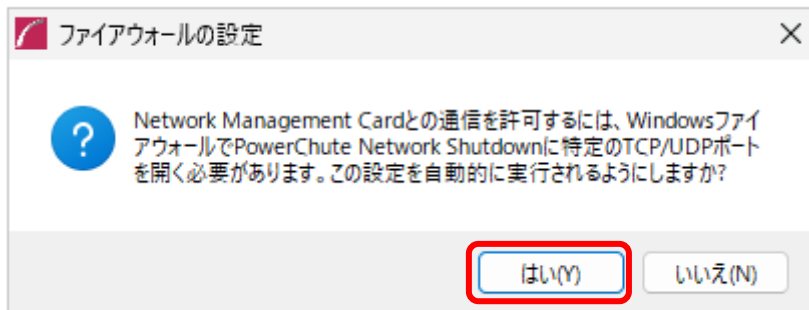 ファイアウォールの設定
Network Management Cardとの通信を許可するには、Windowsファイ
アウォールでPowerChute Network Shutdownに特定のTCP/UDPポート
を開く必要があります。この設定を自動的に実行されるようにしますか?
はい(Y)
いいえ(N)